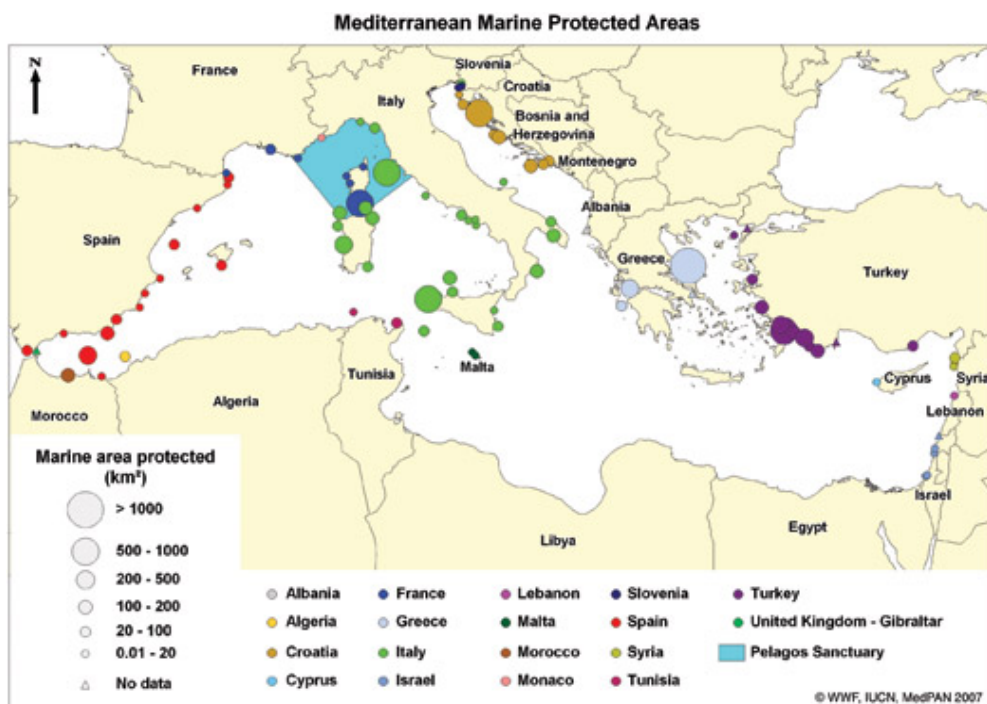 Mediterranean Marine Protected Areas
N
France
Slovenia
Croatia
Italy
Bosnia and
Herzegovina
Montenegro
Albania
Spain
Greece
Turkey
Malta
Tunisia
Cyprus
Syria
Lebanon
Morocco
Algeria
Israel
Libya
Egypt
Marine area protected
(km²)
> 1000
500 - 1000
200 - 500
100 - 200
20 - 100
0.01 - 20
No data
Albania
Algeria
Croatia
Cyprus
France
Greece
Italy
Israel
Lebanon
Malta
Morocco
Monaco
Slovenia
Spain
Syria
Tunisia
Turkey
United Kingdom - Gibraltar
Pelagos Sanctuary
© WWF, IUCN, MedPAN 2007